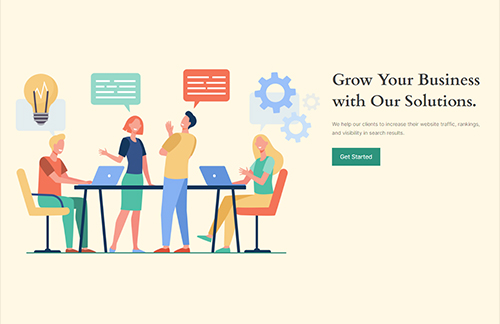 Grow Your Business
with Our Solutions.
We help our clients to increase their website traffic, rankings,
and visibility in search results.
Get Started